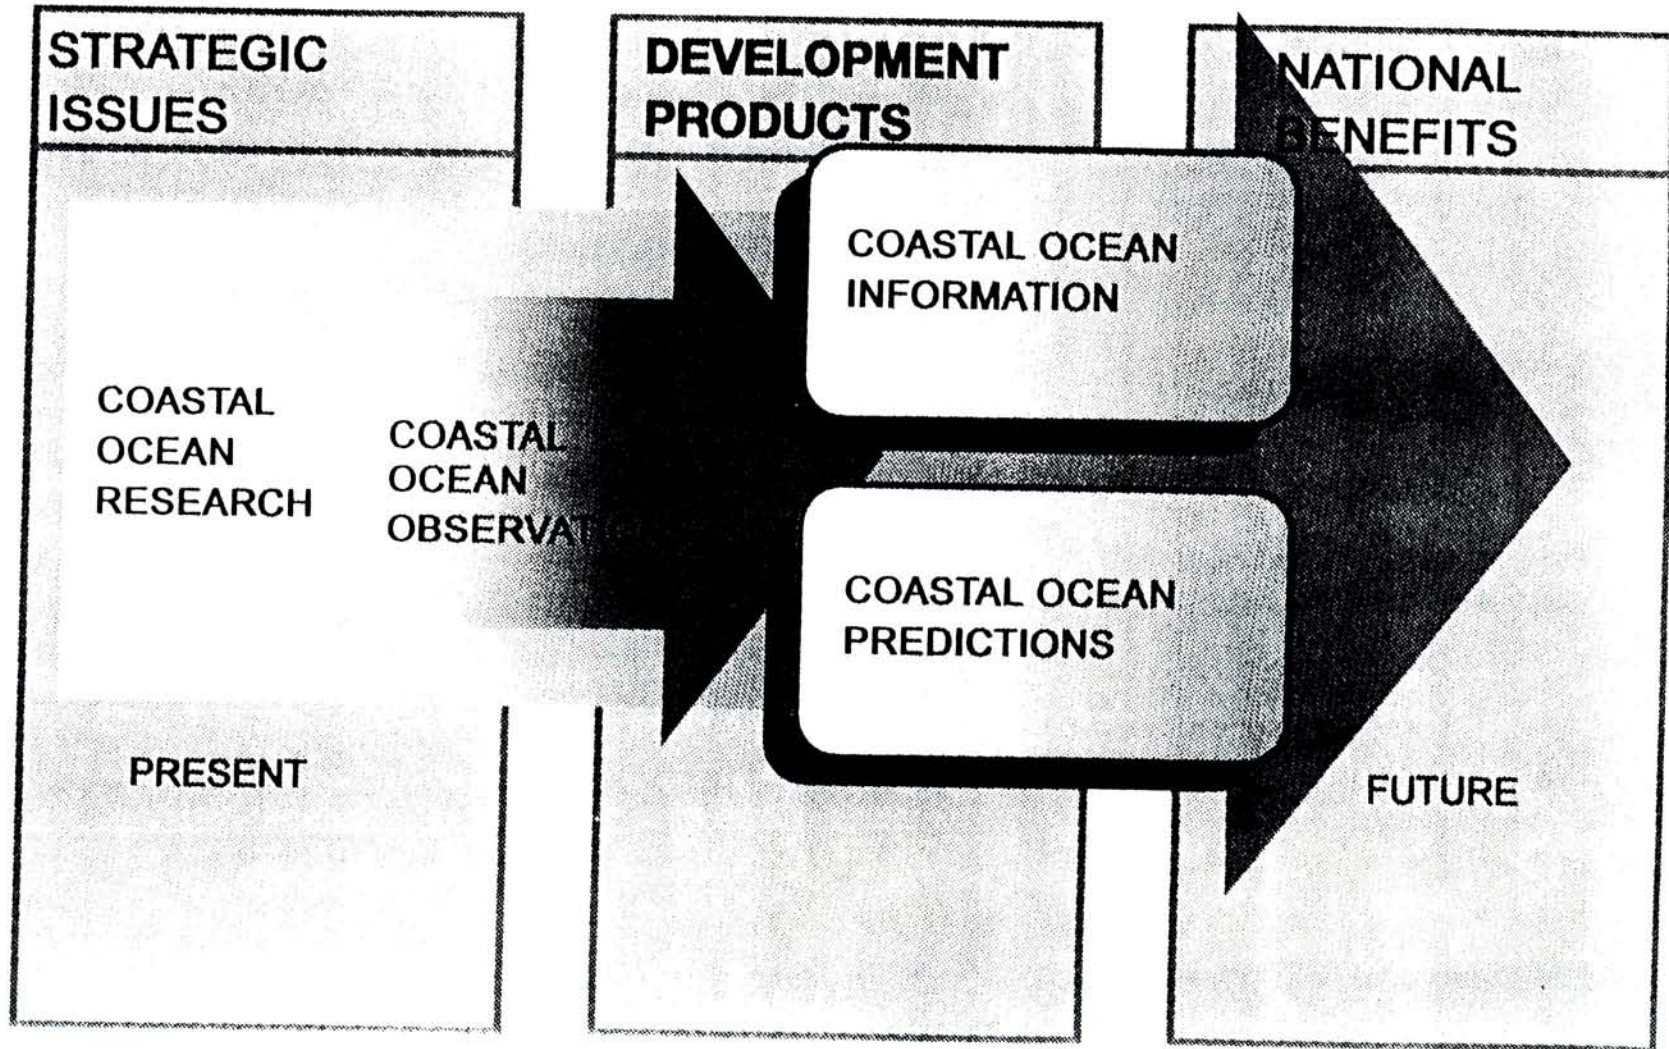 STRATEGIC
ISSUES
DEVELOPMENT
PRODUCTS
NATIONAL
BENEFITS
COASTAL
OCEAN
RESEARCH
COASTAL
OCEAN
COASTAL OCEAN
INFORMATION
COASTAL OCEAN
PREDICTIONS
PRESENT
FUTURE